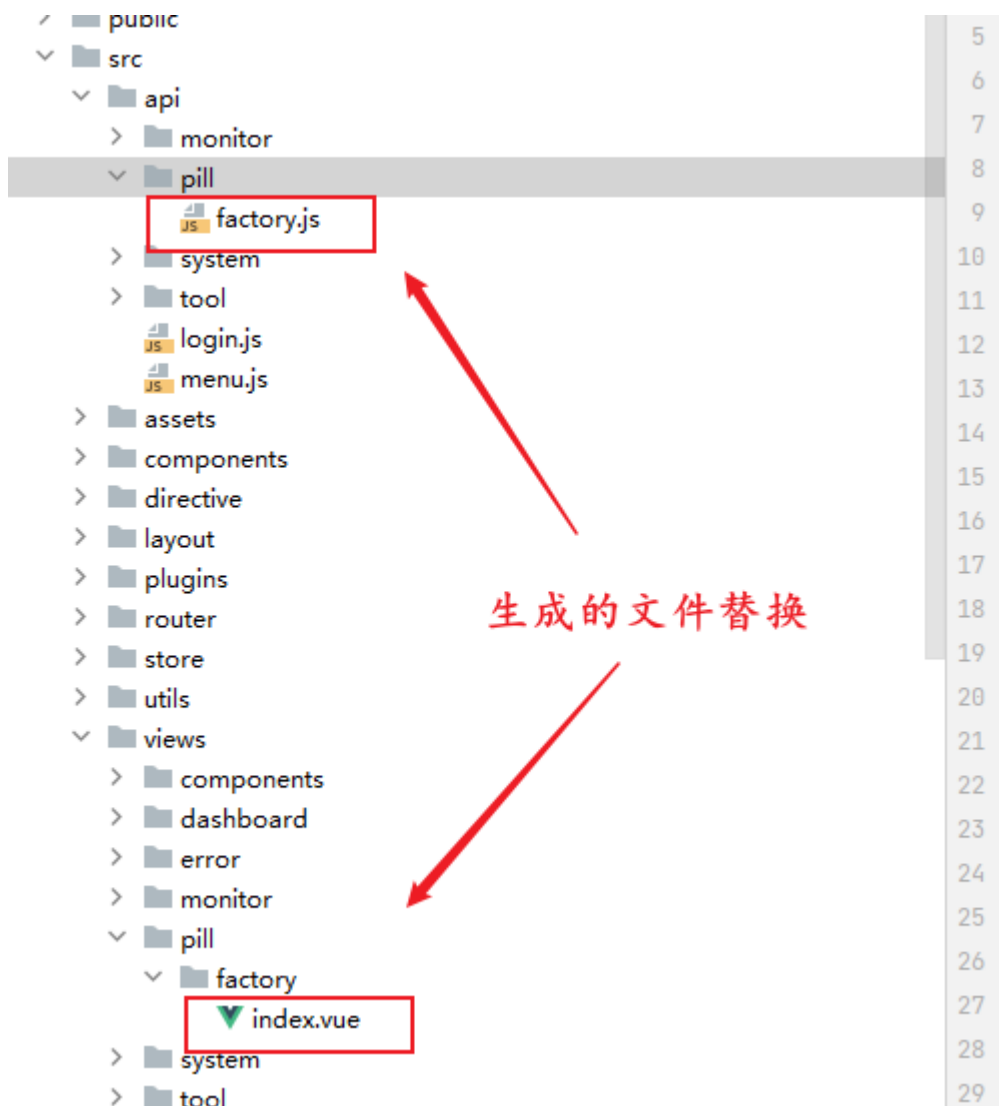 public
5
src
6
api
7
monitor
8
pill
9
JS factory.js
10
system
11
tool
12
JS login.js
13
JS menu.js
14
assets
15
components
16
directive
17
layout
18
plugins
生成的文件替换
router
19
store
20
utils
21
views
22
components
23
dashboard
24
error
25
monitor
26
pill
27
factory
28
index.vue
29
system
tool